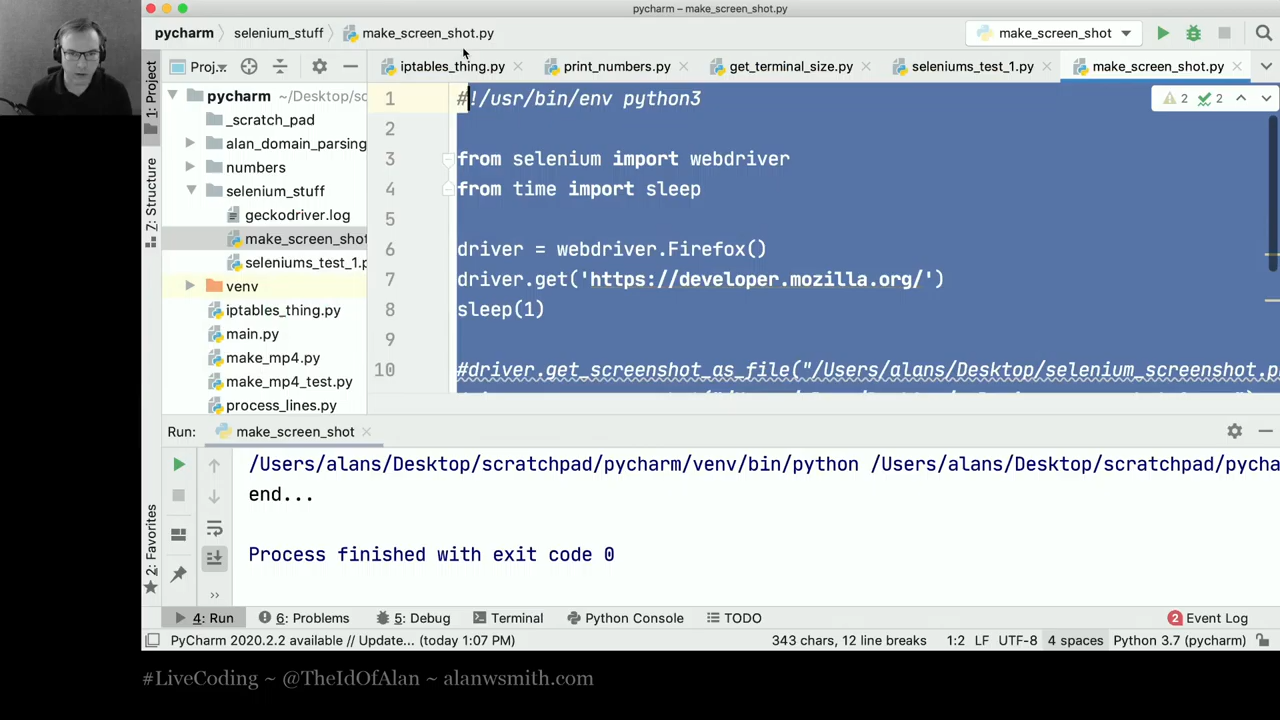 pycharm – make_screen_shot.py
pycharm selenium_stuff make_screen_shot.py make_screen_shot
1: Project
Proj.
iptables_thing.py print_numbers.py get_terminal_size.py seleniums_test_1.py make_screen_shot.py
pycharm ~/Desktop/sc
_scratch_pad
alan_domain_parsing
numbers
selenium_stuff
geckodriver.log
make_screen_shot
seleniums_test_1.p
venv
iptables_thing.py
main.py
make_mp4.py
make_mp4_test.py
process_lines.py
Z: Structure
2: Favorites
1 #!/usr/bin/env python3
2
3 from selenium import webdriver
4 from time import sleep
5
6 driver = webdriver.Firefox()
7 driver.get('https://developer.mozilla.org/')
8 sleep(1)
9
10 #driver.get_screenshot_as_file("/Users/alans/Desktop/selenium_screenshot.p
2 2
Run: make_screen_shot
/Users/alans/Desktop/scratchpad/pycharm/venv/bin/python /Users/alans/Desktop/scratchpad/pycha
end...
Process finished with exit code 0
4: Run 6: Problems 5: Debug Terminal Python Console TODO 2 Event Log
PyCharm 2020.2.2 available // Update... (today 1:07 PM) 343 chars, 12 line breaks 1:2 LF UTF-8 4 spaces Python 3.7 (pycharm)
#LiveCoding ~ @TheIdOfAlan ~ alanwsmith.com